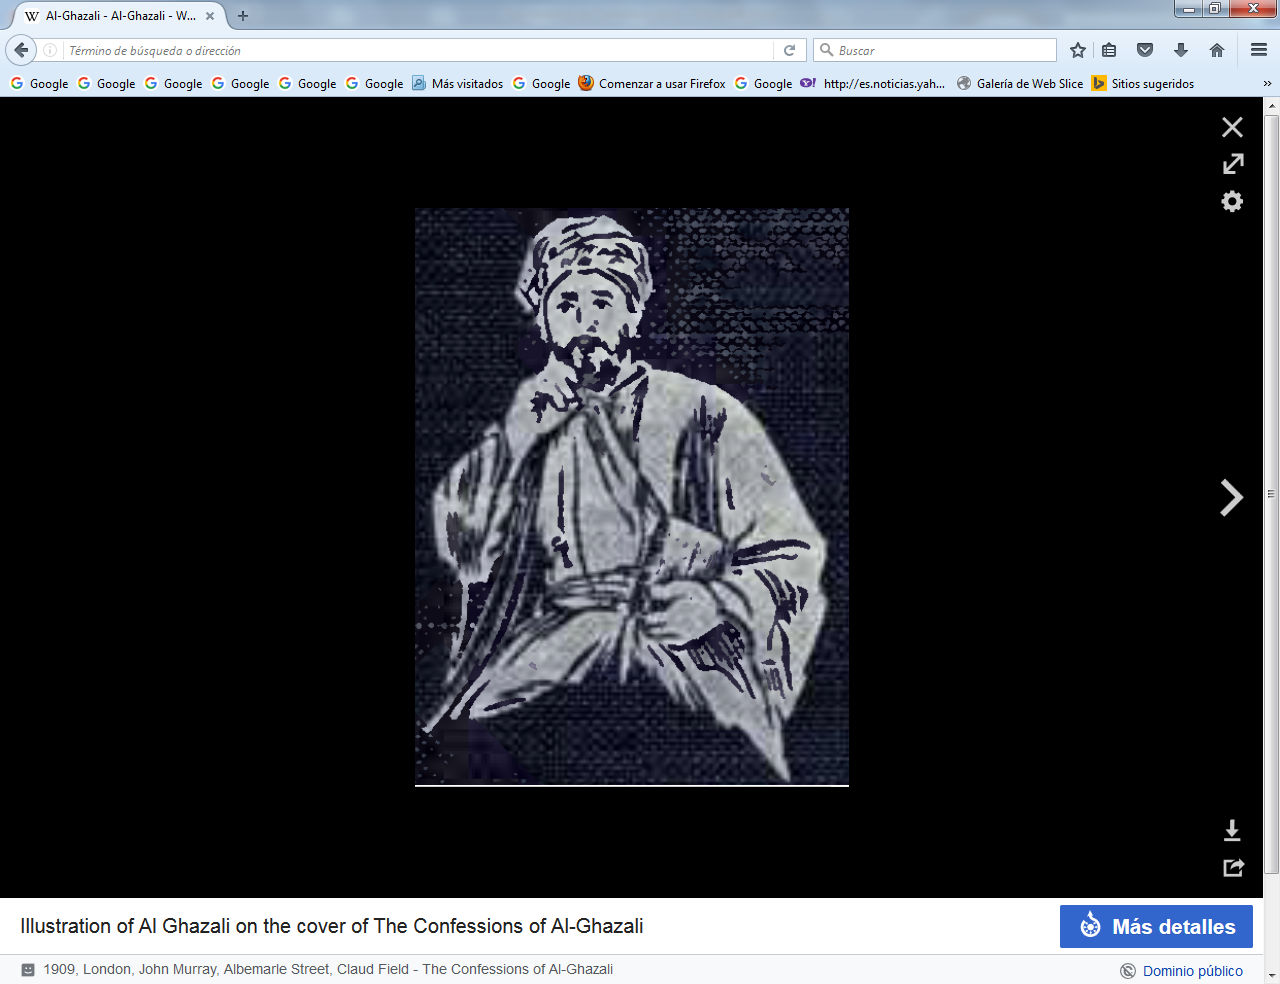 Al-Ghazali - Al-Ghazali - W...
Término de búsqueda o dirección
Buscar
Google Google Google Google Google Google Más visitados Google Comenzar a usar Firefox Google http://es.noticias.yah... Galería de Web Slice Sitios sugeridos
Illustration of Al Ghazali on the cover of The Confessions of Al-Ghazali
Más detalles
1909, London, John Murray, Albemarle Street, Claud Field - The Confessions of Al-Ghazali
Dominio público